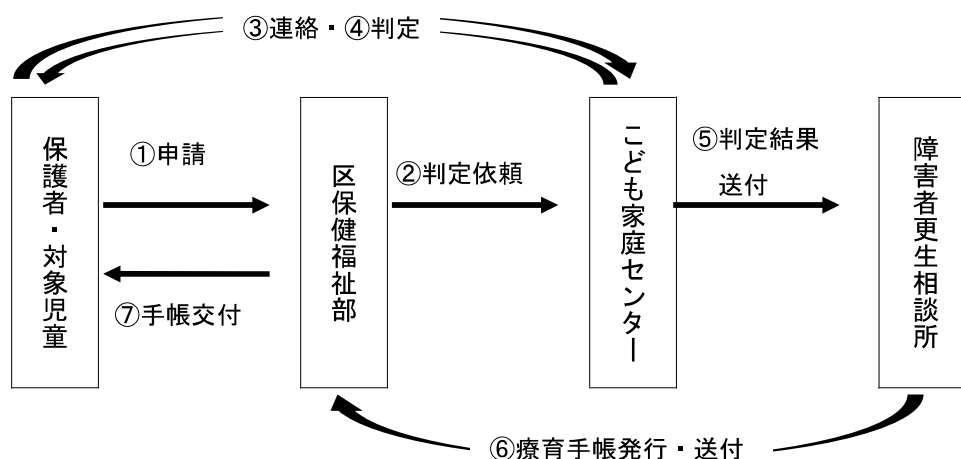 ③連絡・④判定
保護者・対象児童
①申請
⑦手帳交付
区保健福祉部
②判定依頼
こども家庭センター
⑤判定結果
送付
障害者更生相談所
⑥療育手帳発行・送付